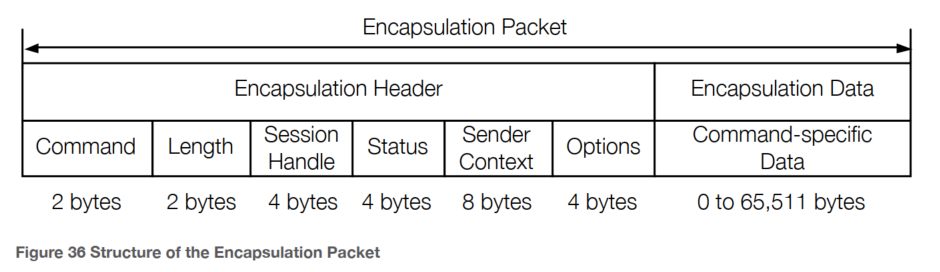 Encapsulation Packet
Encapsulation Header Encapsulation Data
Command Length Session Handle Status Sender Context Options Command-specific Data
2 bytes 2 bytes 4 bytes 4 bytes 8 bytes 4 bytes 0 to 65,511 bytes
Figure 36 Structure of the Encapsulation Packet